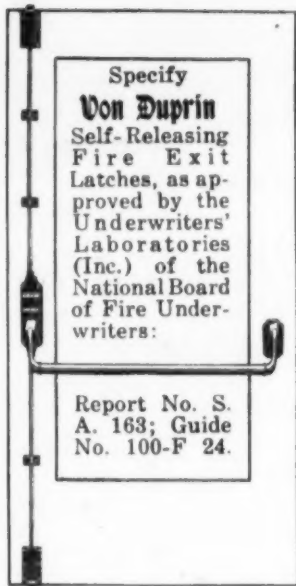 Specify
Von Duprin
Self-Releasing
Fire Exit
Latches, as ap-
proved by the
Underwriters'
Laboratories
(Inc.) of the
National Board
of Fire Under-
writers:
Report No. S.
A. 163; Guide
No. 100-F 24.